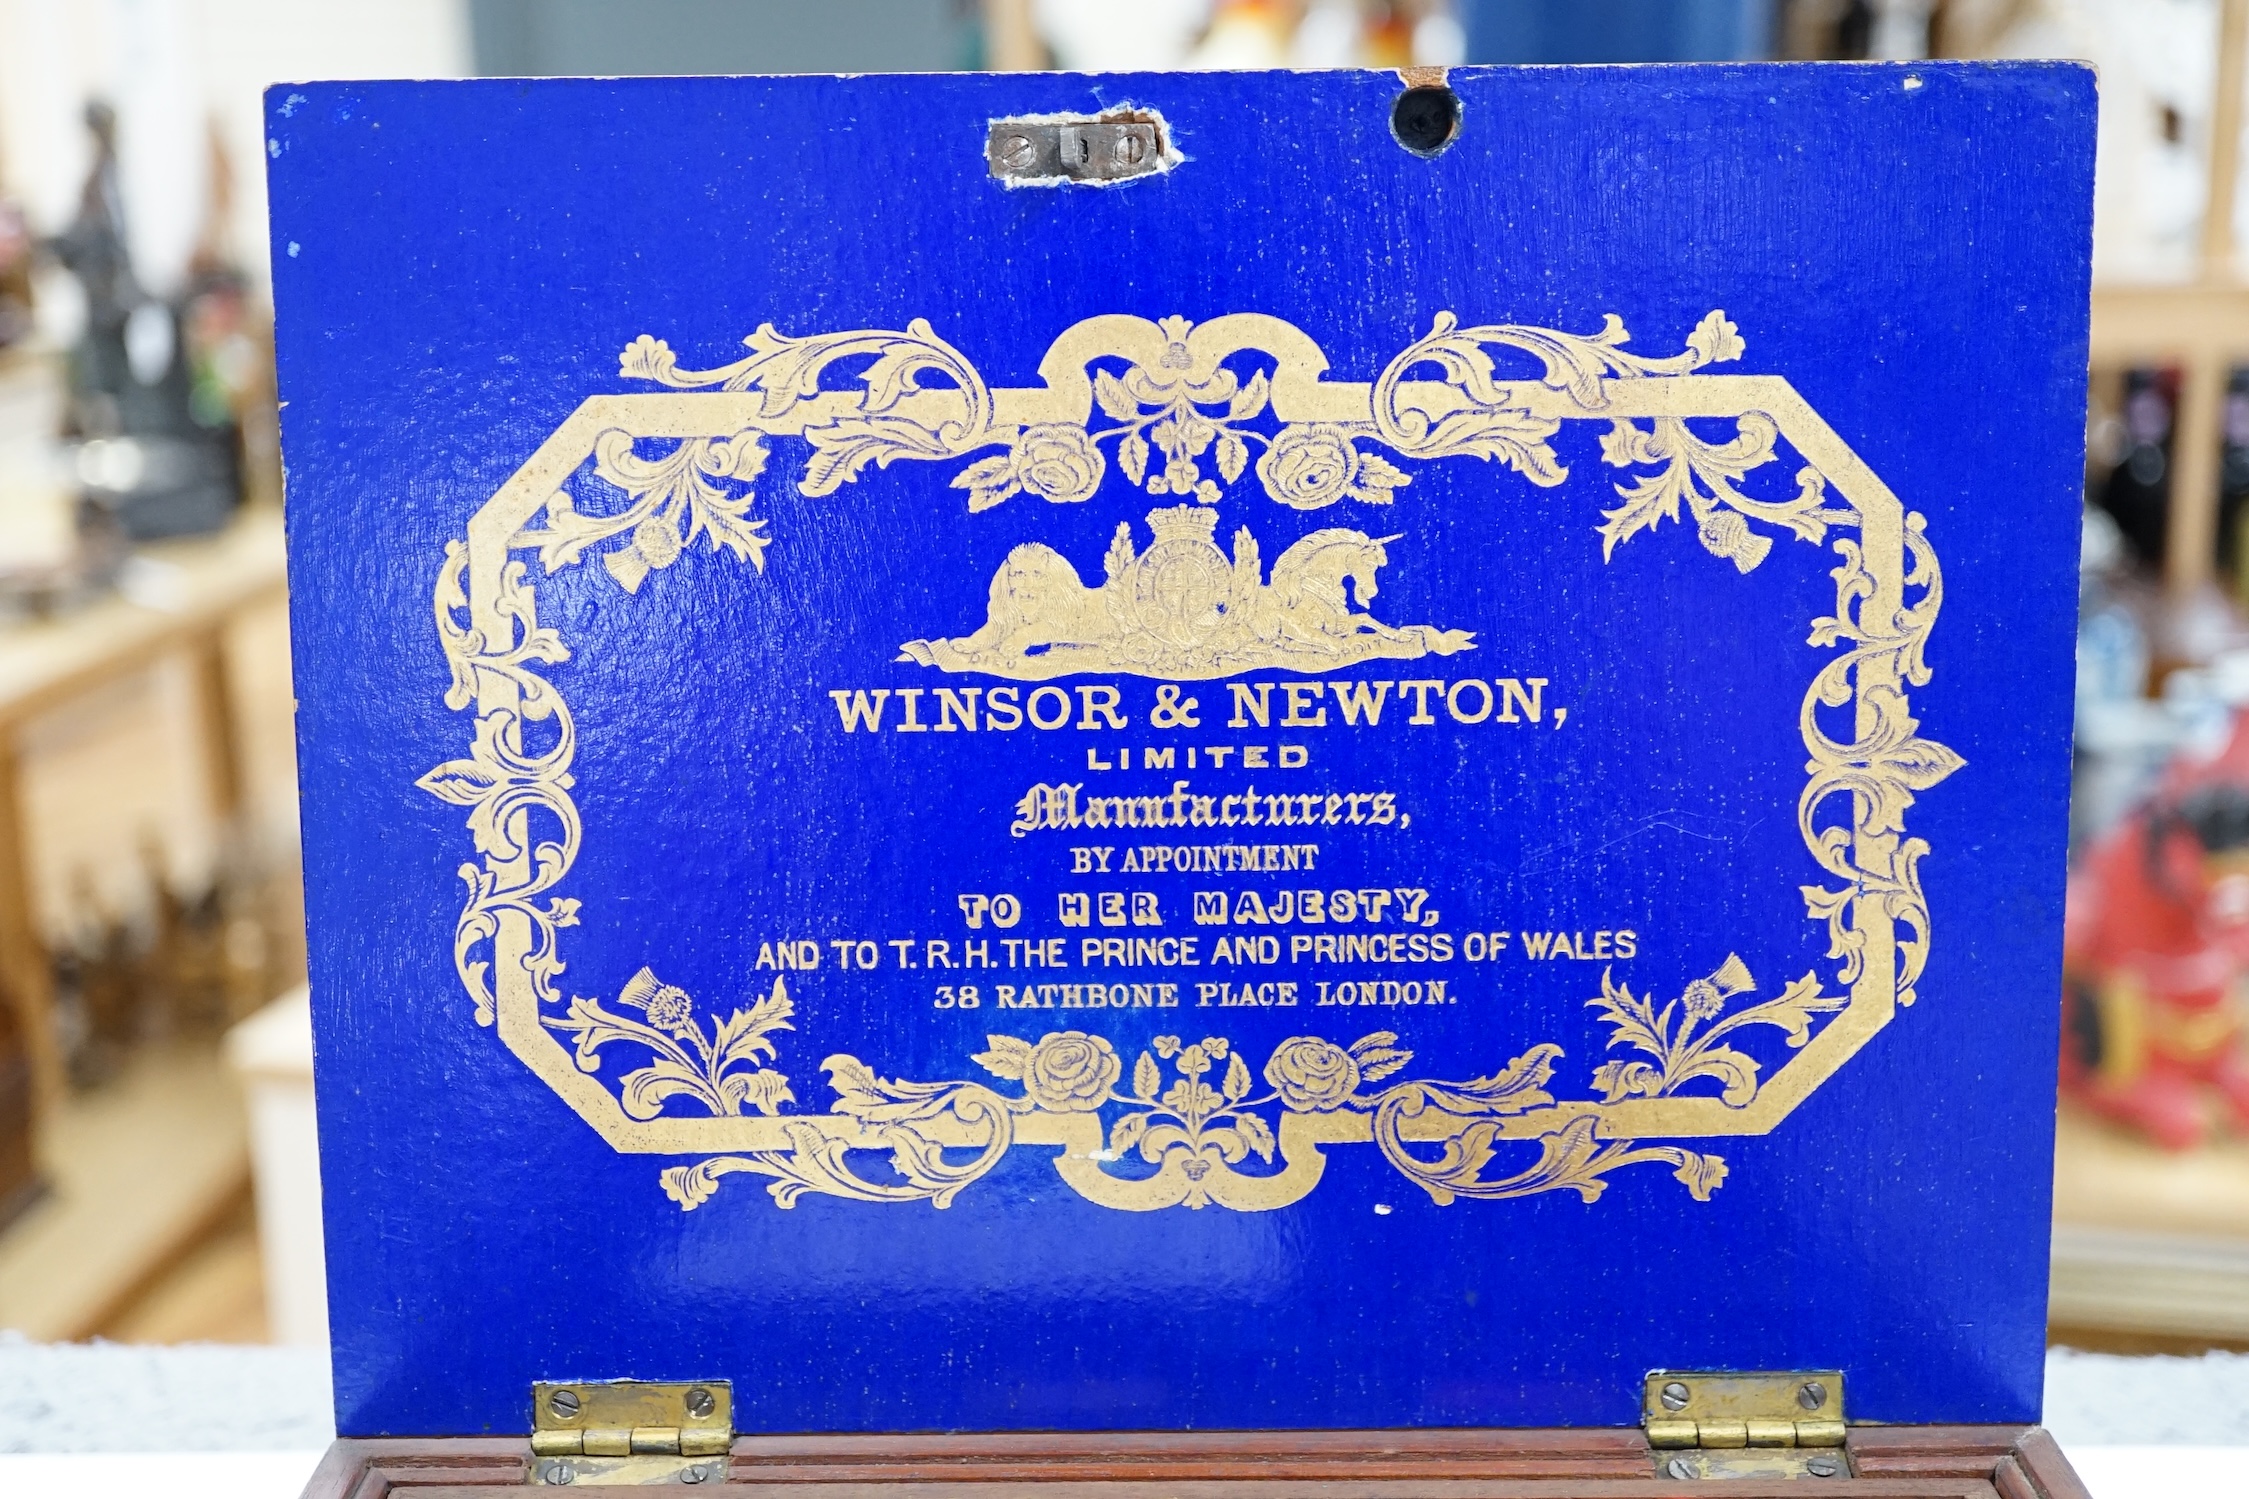 WINSOR & NEWTON,
LIMITED
Manufacturers,
BY APPOINTMENT
TO HER MAJESTY,
AND TO T.R.H. THE PRINCE AND PRINCESS OF WALES
38 RATHBONE PLACE LONDON.